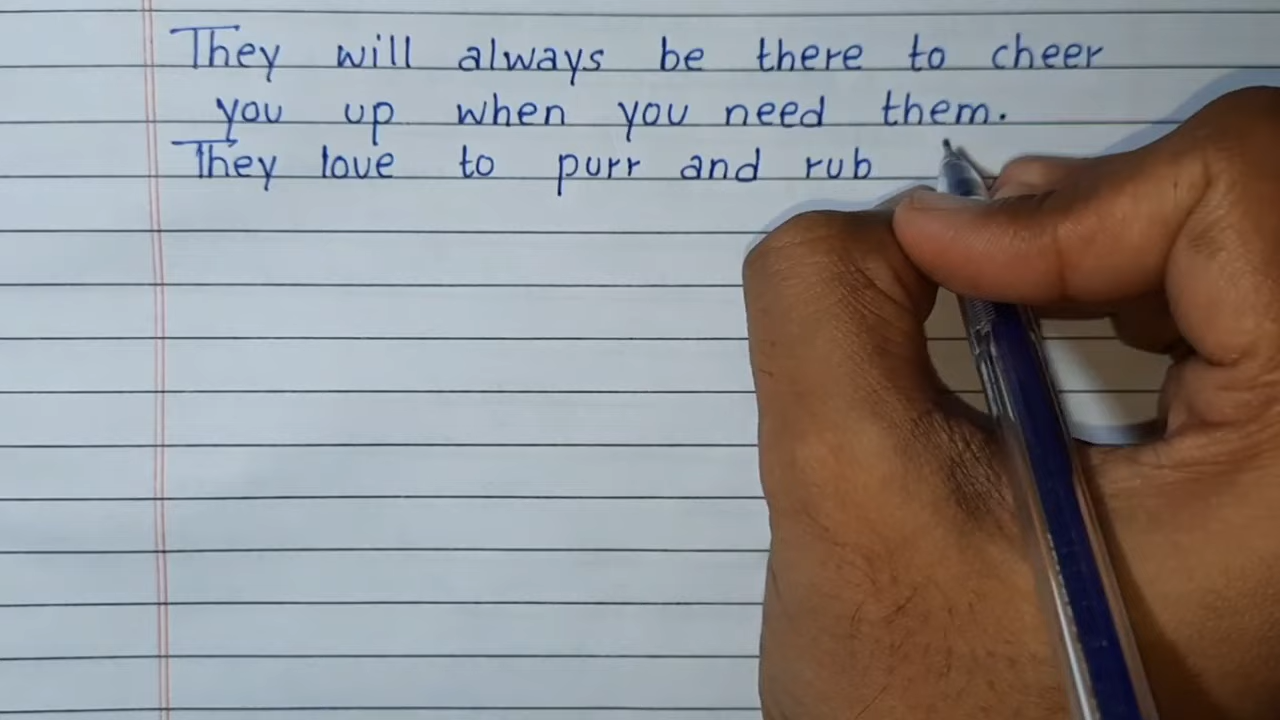 They will always be there to cheer
you up when you need them.
They love to purr and rub